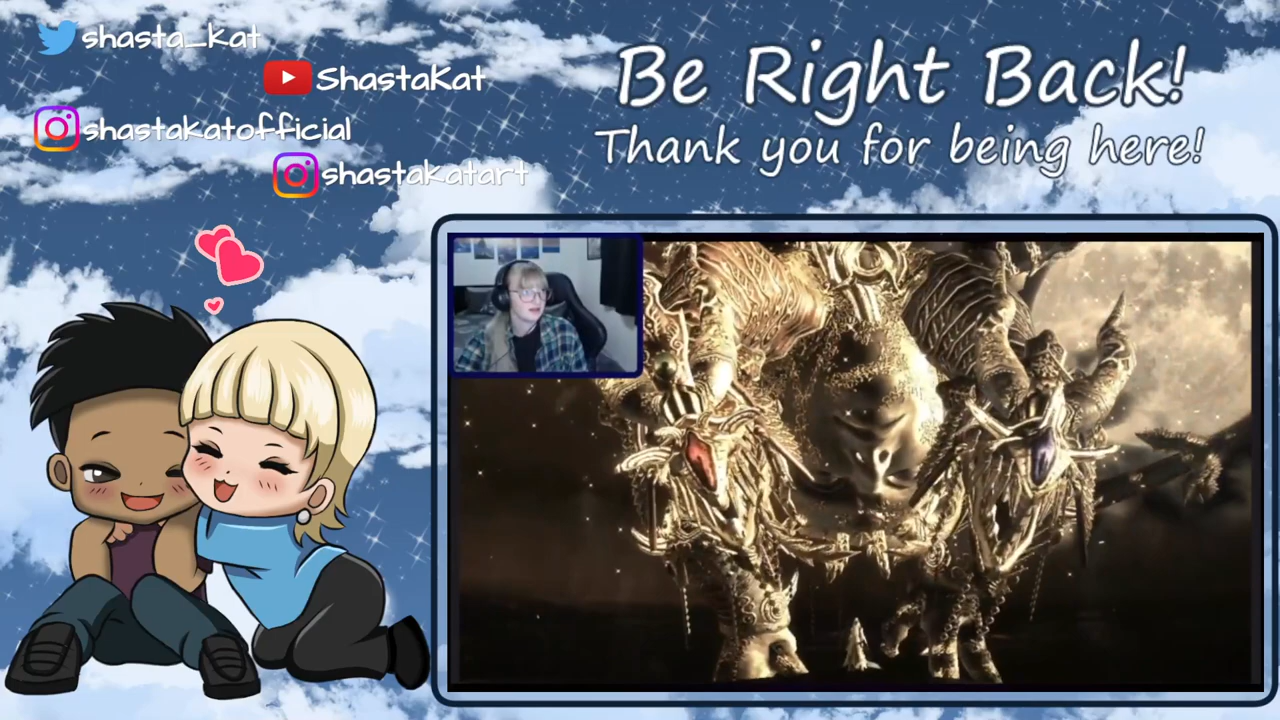 shasta_kat
ShastaKat
shastakatofficial
shastakatart
Be Right Back!
Thank you for being here!